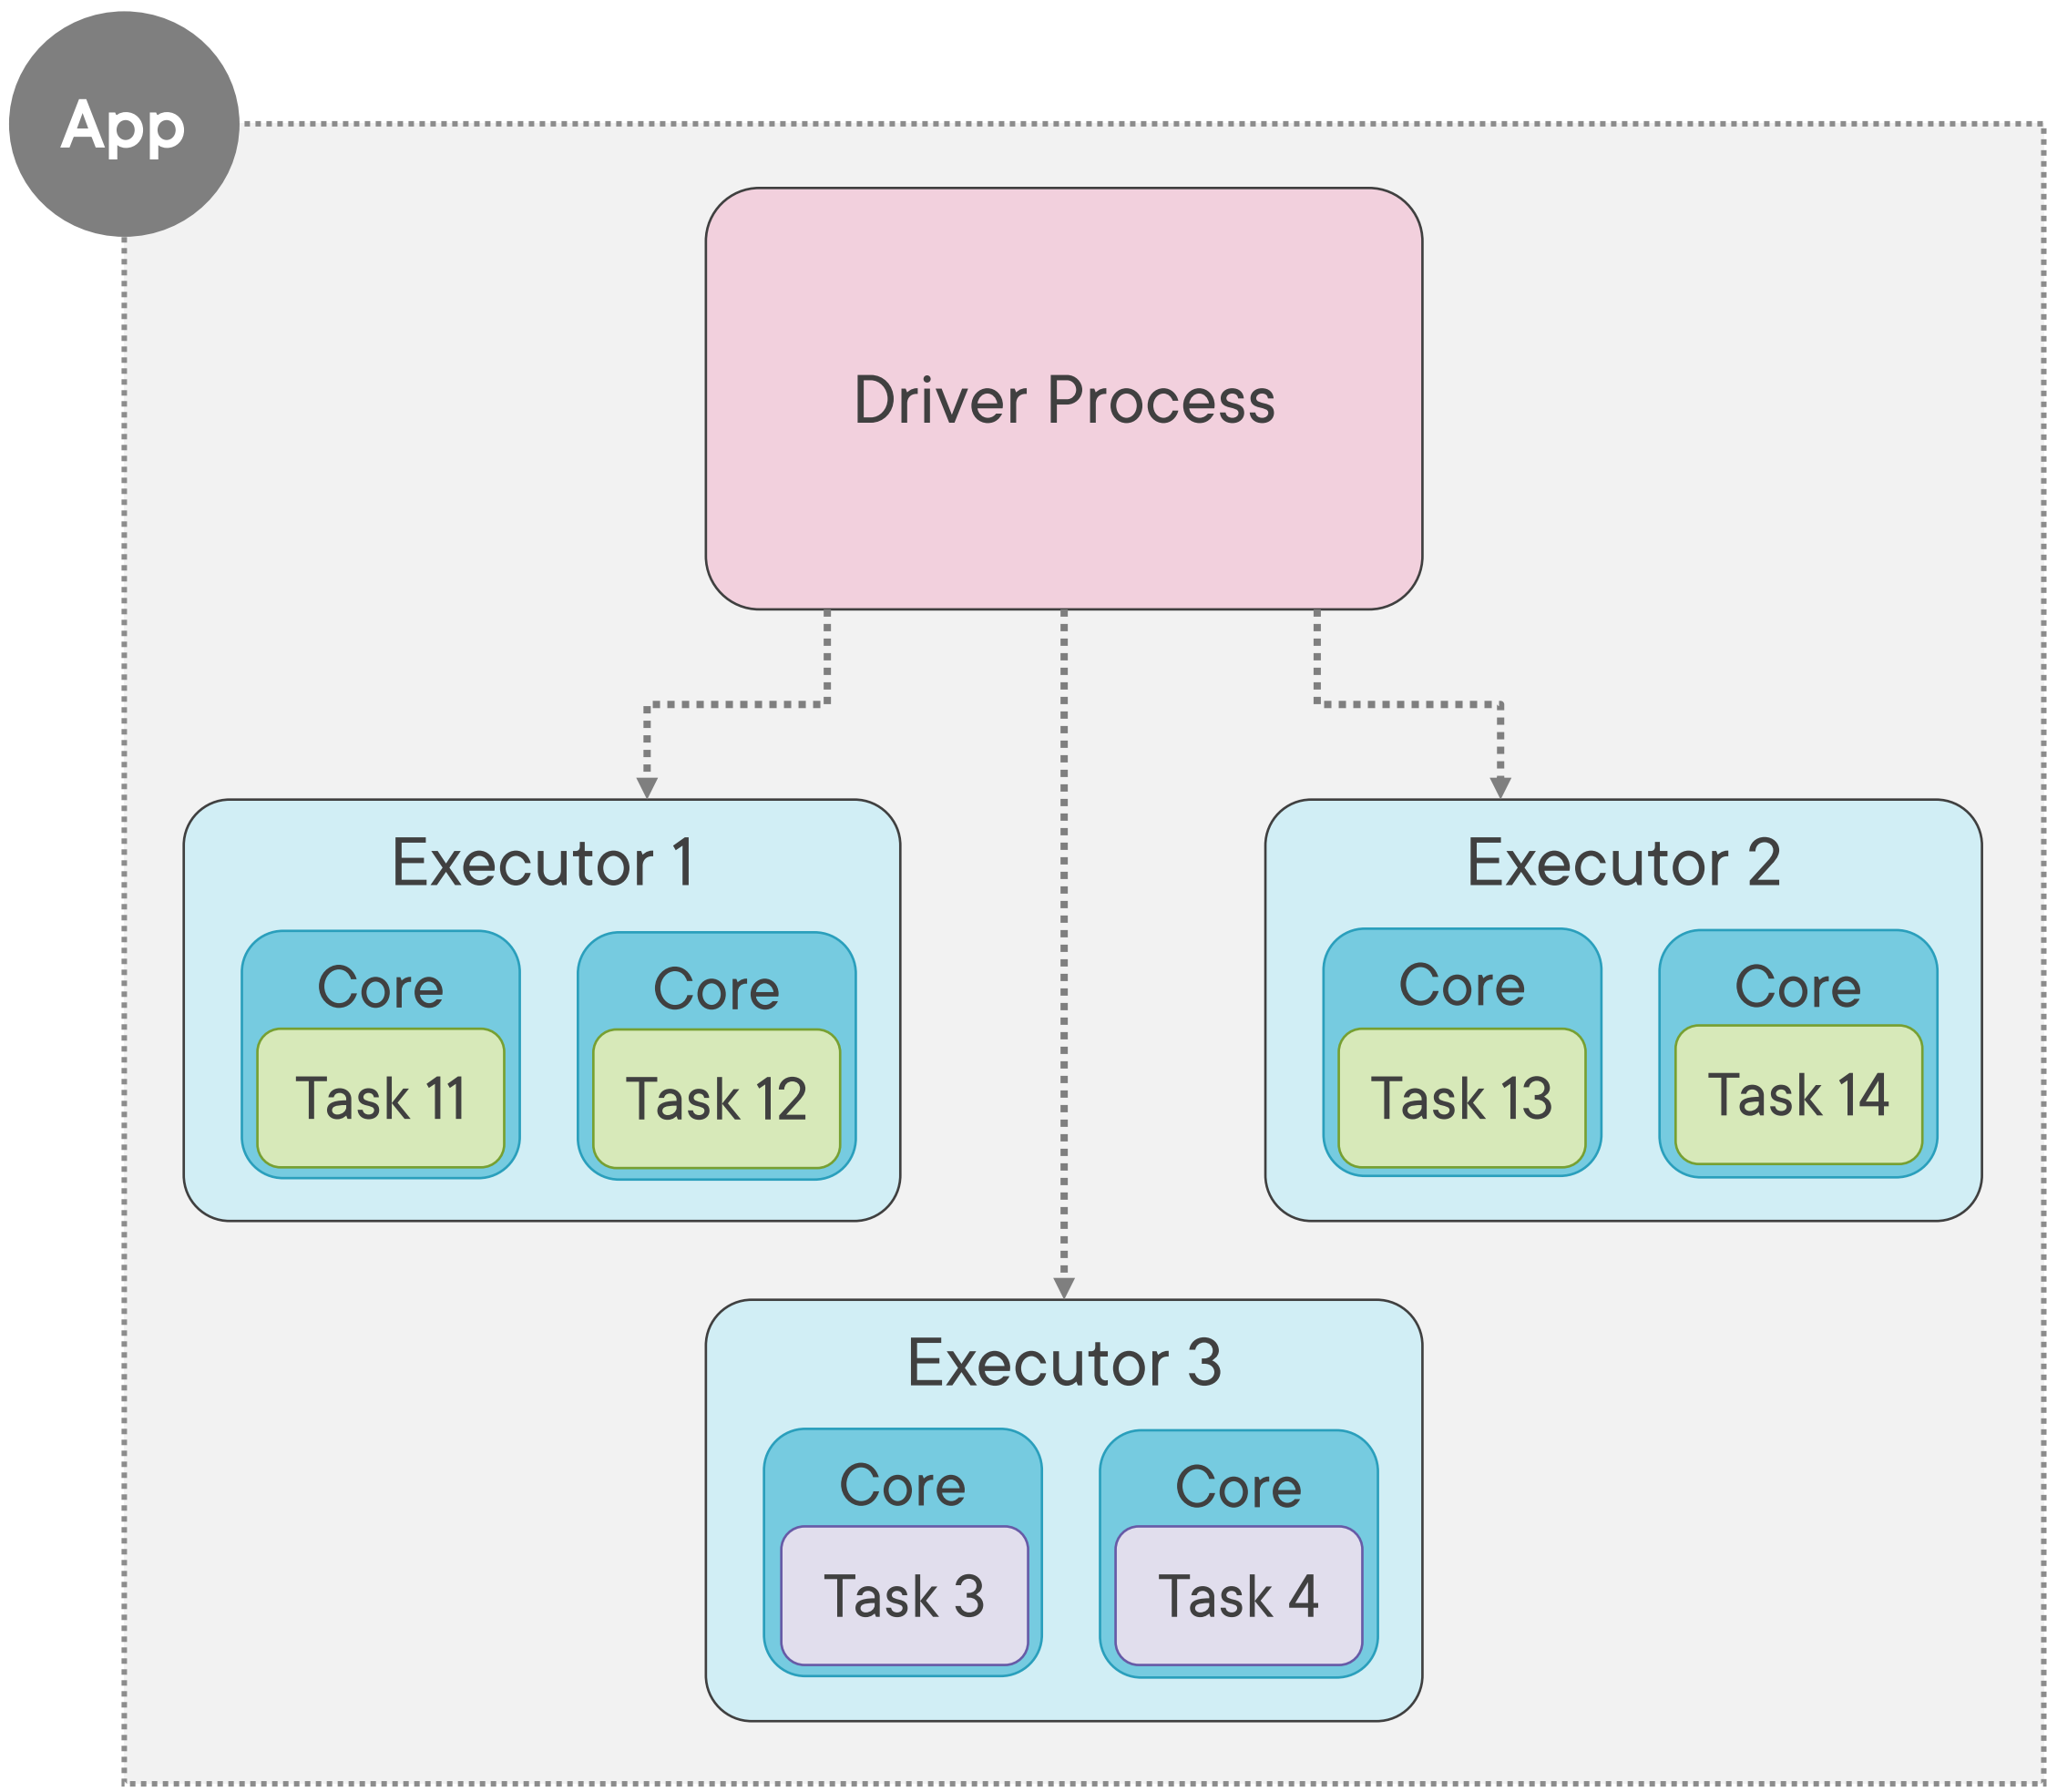 App
Driver Process
Executor 1
Core
Task 11
Core
Task 12
Executor 2
Core
Task 13
Core
Task 14
Executor 3
Core
Task 3
Core
Task 4